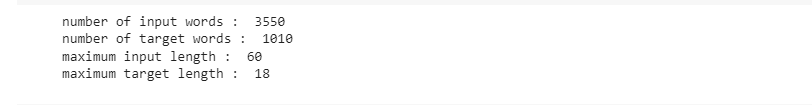 number of input words :  3550
number of target words :  1010
maximum input length :  60
maximum target length :  18